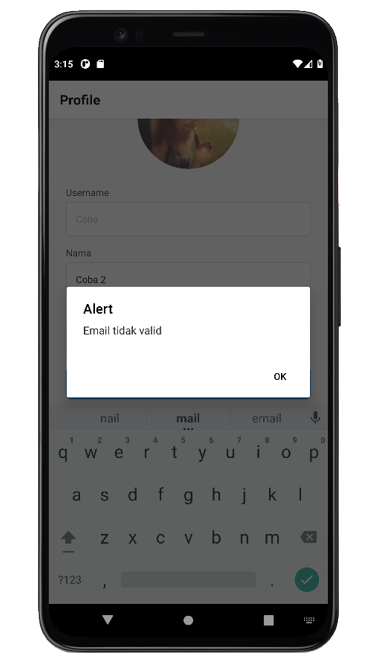 3:15
Profile
Username
Coba
Nama
Coba 2
Alert
Email tidak valid
OK
nail mail email
1 2 3 4 5 6 7 8 9 0
q w e r t y u i o p
a s d f g h j k l
z x c v b n m
?123 , .